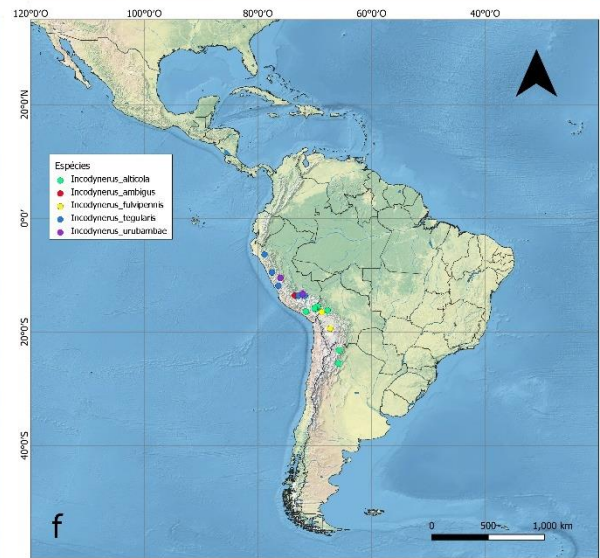 120°0'W 100°0'W 80°0'W 60°0'W 40°0'W
20°0'N
Espécies
Incodynerus_alticola
Incodynerus_ambigus
Incodynerus_fulvipennis
Incodynerus_tegularis
Incodynerus_urubambae
0°0'
20°0'S
40°0'S
f
0 500 1,000 km